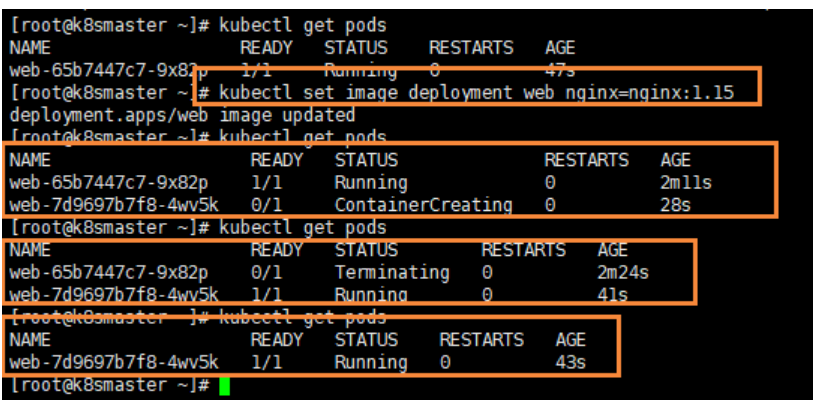 [root@k8smaster ~]# kubectl get pods
NAME READY STATUS RESTARTS AGE
web-65b7447c7-9x82p 1/1 Running 0 47s
[root@k8smaster ~]# kubectl set image deployment web nginx=nginx:1.15
deployment.apps/web image updated
[root@k8smaster ~]# kubectl get pods
NAME READY STATUS RESTARTS AGE
web-65b7447c7-9x82p 1/1 Running 0 2m11s
web-7d9697b7f8-4wv5k 0/1 ContainerCreating 0 28s
[root@k8smaster ~]# kubectl get pods
NAME READY STATUS RESTARTS AGE
web-65b7447c7-9x82p 0/1 Terminating 0 2m24s
web-7d9697b7f8-4wv5k 1/1 Running 0 41s
[root@k8smaster ~]# kubectl get pods
NAME READY STATUS RESTARTS AGE
web-7d9697b7f8-4wv5k 1/1 Running 0 43s
[root@k8smaster ~]#